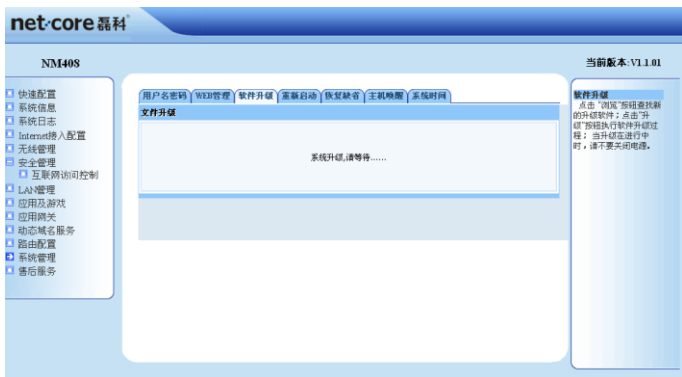 net·core 磊科
NM408
当前版本:V1.1.01
快速配置
系统信息
系统日志
Internet接入配置
无线管理
安全管理
互联网访问控制
LAN管理
应用及游戏
应用网关
动态域名服务
路由配置
系统管理
售后服务
用户名密码 WEB管理 软件升级 重新启动 恢复缺省 主机唤醒 系统时间
文件升级
系统升级,请等待......
软件升级
点击 "浏览"按钮查找新
的升级软件；点击"升
级"按钮执行软件升级过
程； 当升级在进行中
时，请不要关闭电源。